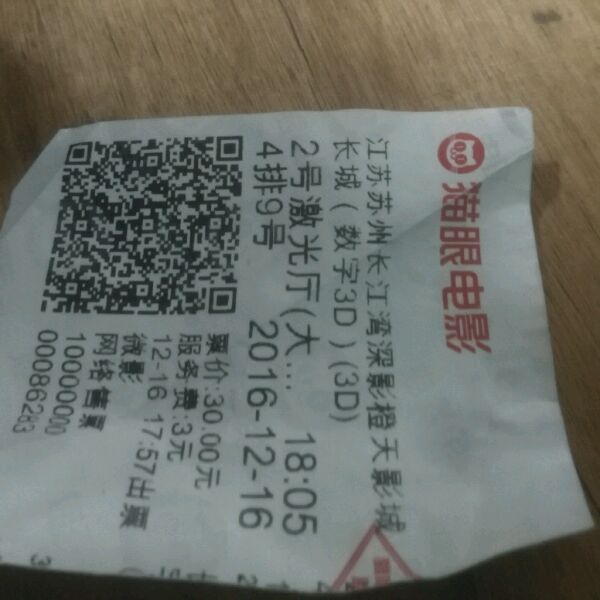 猫眼电影
江苏苏州长江湾深影橙天影城
长城（数字3D）(3D)
2号激光厅(大... 18:05
4排9号 2016-12-16
票价:30.00元
服务费:3元
12-16 17:57出票
微影
网络售票
10000000
00086283